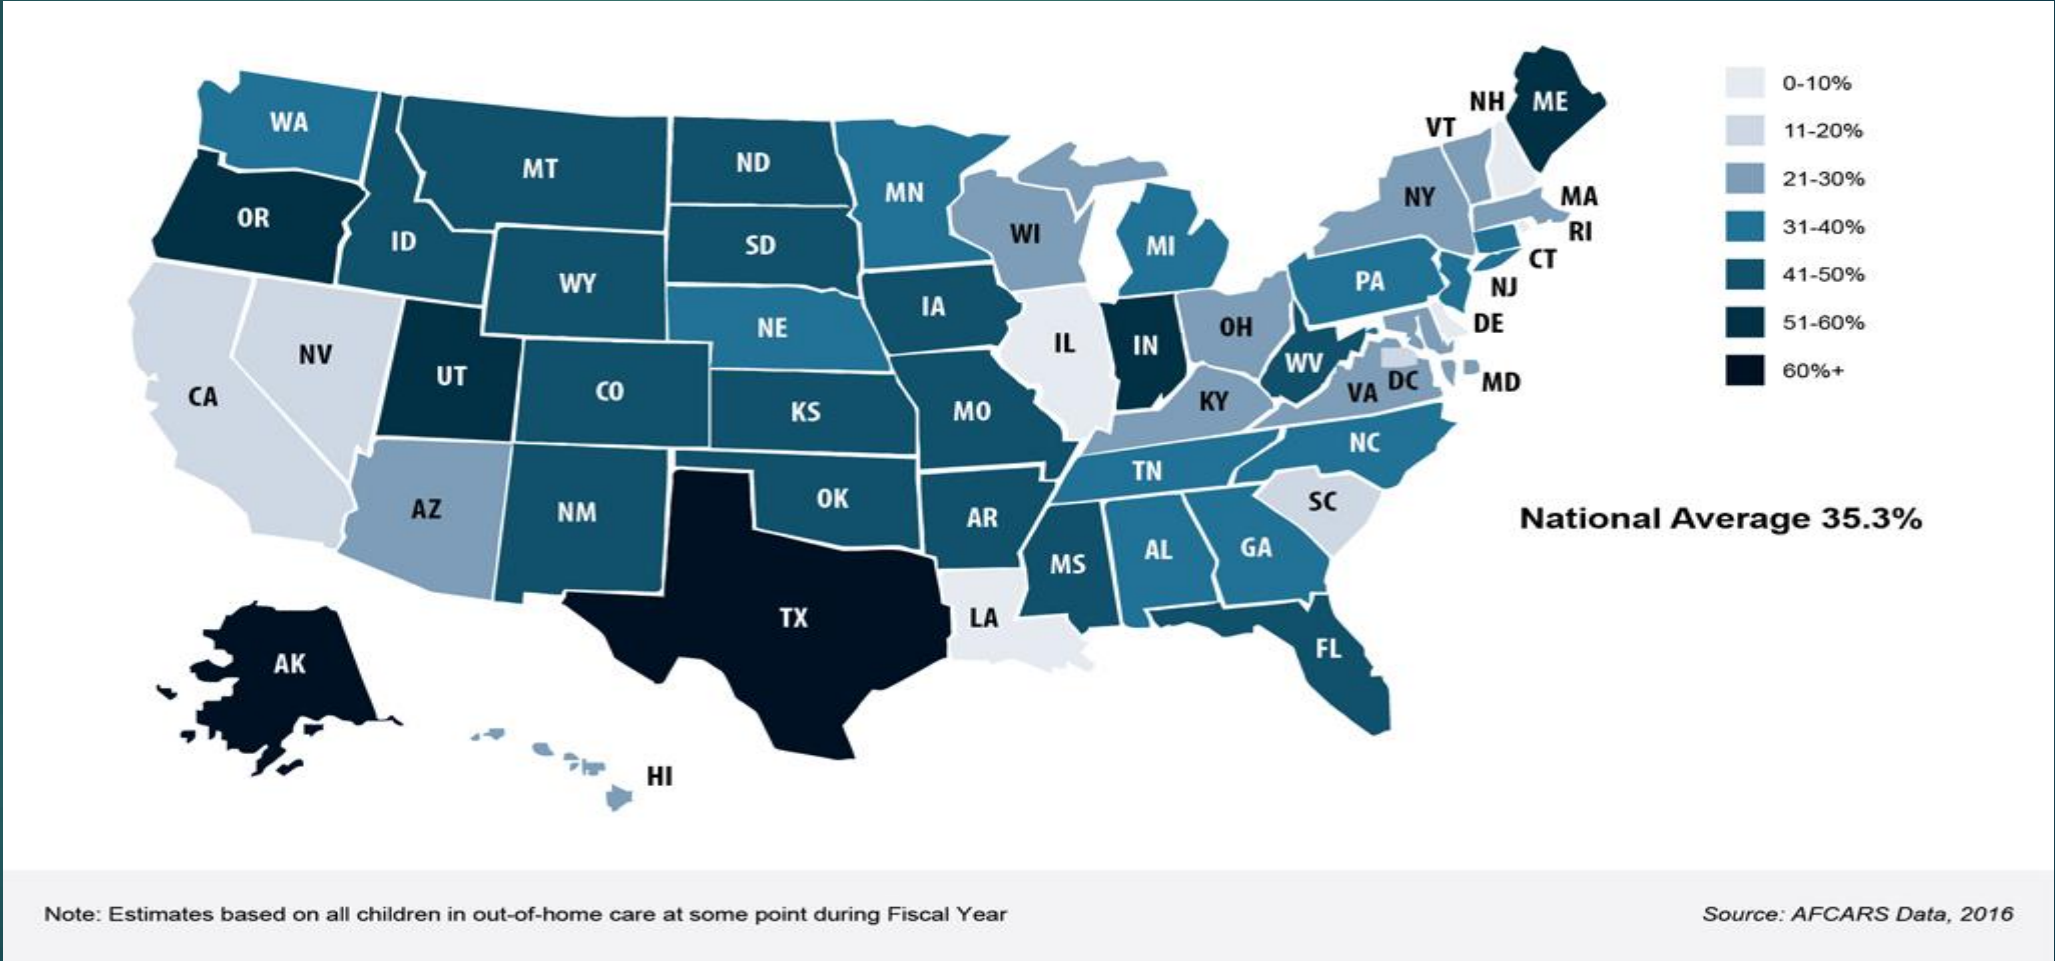 NH
ME
0-10%
VT
11-20%
WA
MT
ND
MN
21-30%
NY
MA
OR
ID
SD
WI
MI
RI
31-40%
CT
WY
PA
NJ
41-50%
IA
NE
OH
DE
51-60%
NV
IL
IN
WV
UT
CO
60%+
CA
KS
MO
KY
VA
DC
MD
NC
TN
AZ
NM
OK
AR
SC
National Average 35.3%
MS
AL
GA
TX
LA
FL
AK
HI
Note: Estimates based on all children in out-of-home care at some point during Fiscal Year
Source: AFCARS Data, 2016